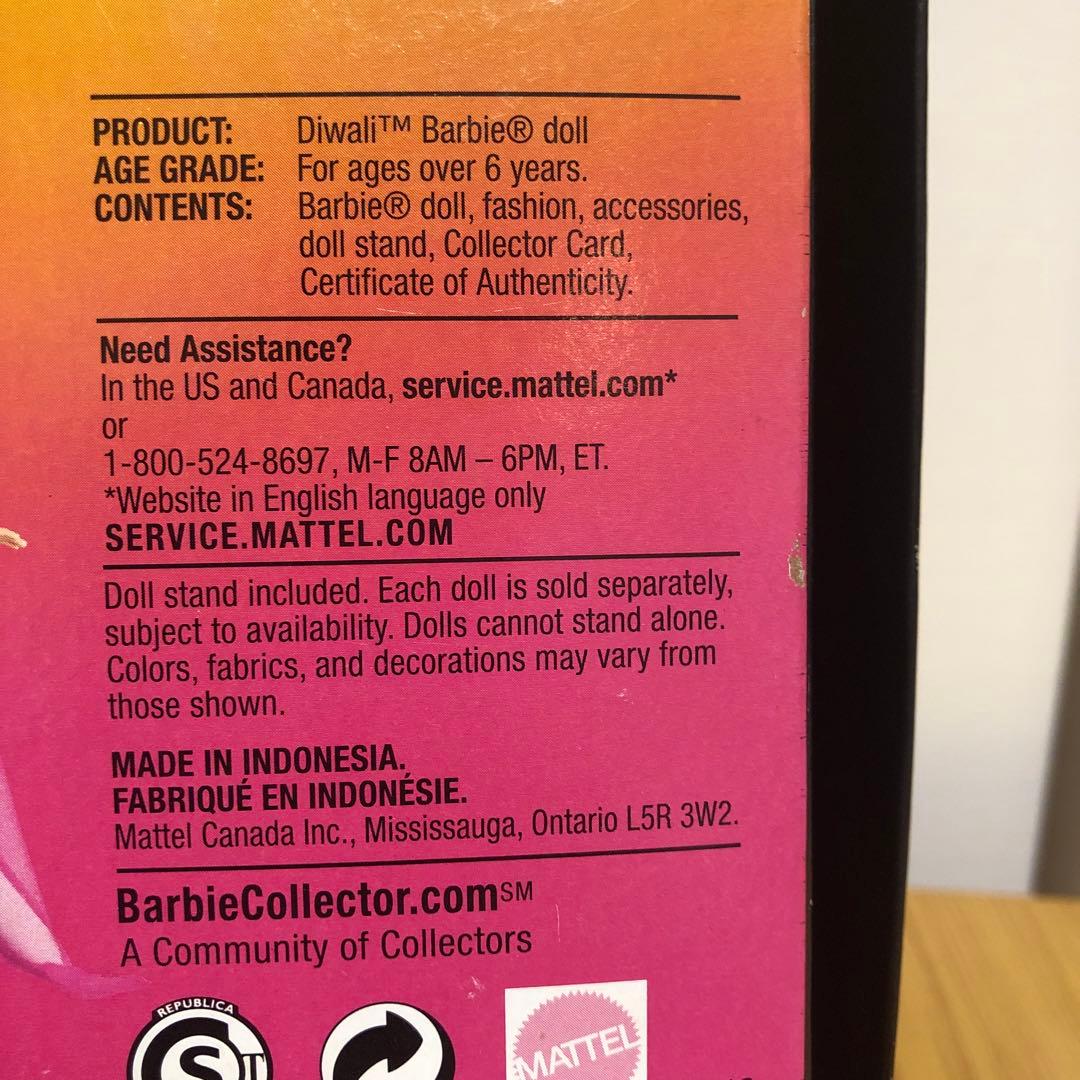 PRODUCT: Diwali™ Barbie® doll
AGE GRADE: For ages over 6 years.
CONTENTS: Barbie® doll, fashion, accessories,
doll stand, Collector Card,
Certificate of Authenticity.
Need Assistance?
In the US and Canada, service.mattel.com*
or
1-800-524-8697, M-F 8AM – 6PM, ET.
*Website in English language only
SERVICE.MATTEL.COM
Doll stand included. Each doll is sold separately,
subject to availability. Dolls cannot stand alone.
Colors, fabrics, and decorations may vary from
those shown.
MADE IN INDONESIA.
FABRIQUÉ EN INDONÉSIE.
Mattel Canada Inc., Mississauga, Ontario L5R 3W2.
BarbieCollector.com℠
A Community of Collectors
REPUBLICA
S
MATTEL